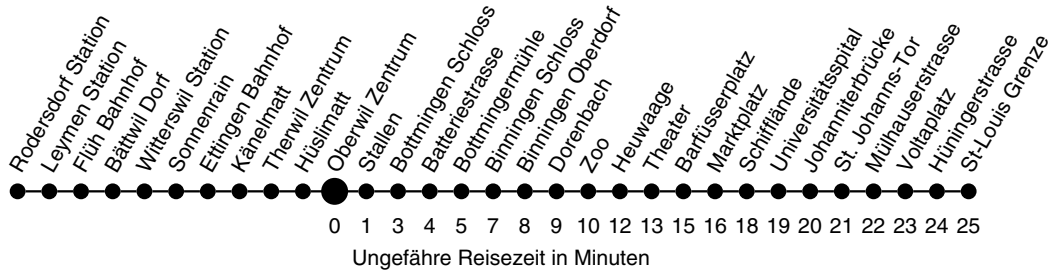 Rodersdorf Station
Leymen Station
Flüh Bahnhof
Bättwil Dorf
Witterswil Station
Sonnenrain
Ettingen Bahnhof
Känelmatt
Therwil Zentrum
Hüslimatt
Oberwil Zentrum
Stallen
Bottmingen Schloss
Batteriestrasse
Bottmingermühle
Binningen Schloss
Binningen Oberdorf
Dorenbach
Zoo
Heuwaage
Theater
Barfüsserplatz
Marktplatz
Schifflände
Universitätsspital
Johanniterbrücke
St. Johanns-Tor
Mülhauserstrasse
Voltaplatz
Hüningerstrasse
St-Louis Grenze
0 1 3 4 5 7 8 9 10 12 13 15 16 18 19 20 21 22 23 24 25
Ungefähre Reisezeit in Minuten